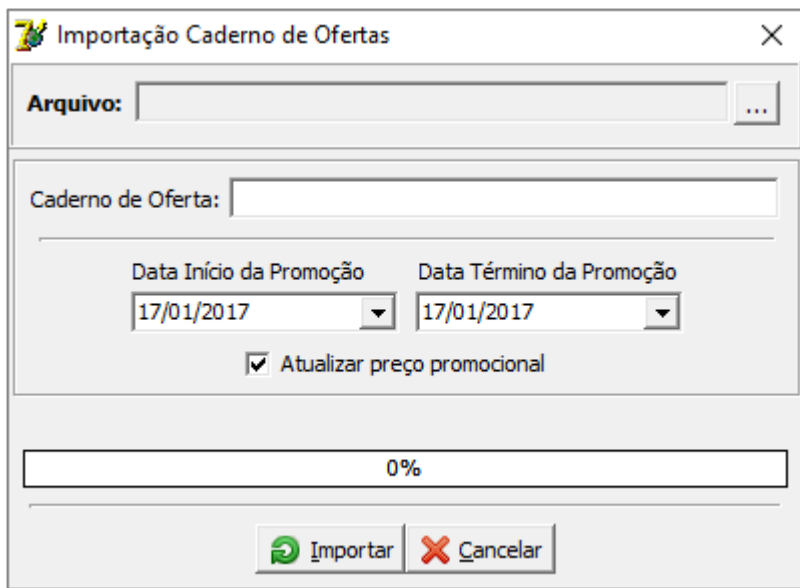 Importação Caderno de Ofertas
Arquivo: ...
Caderno de Oferta:
Data Início da Promoção Data Término da Promoção
17/01/2017 17/01/2017
Atualizar preço promocional
0%
Importar Cancelar